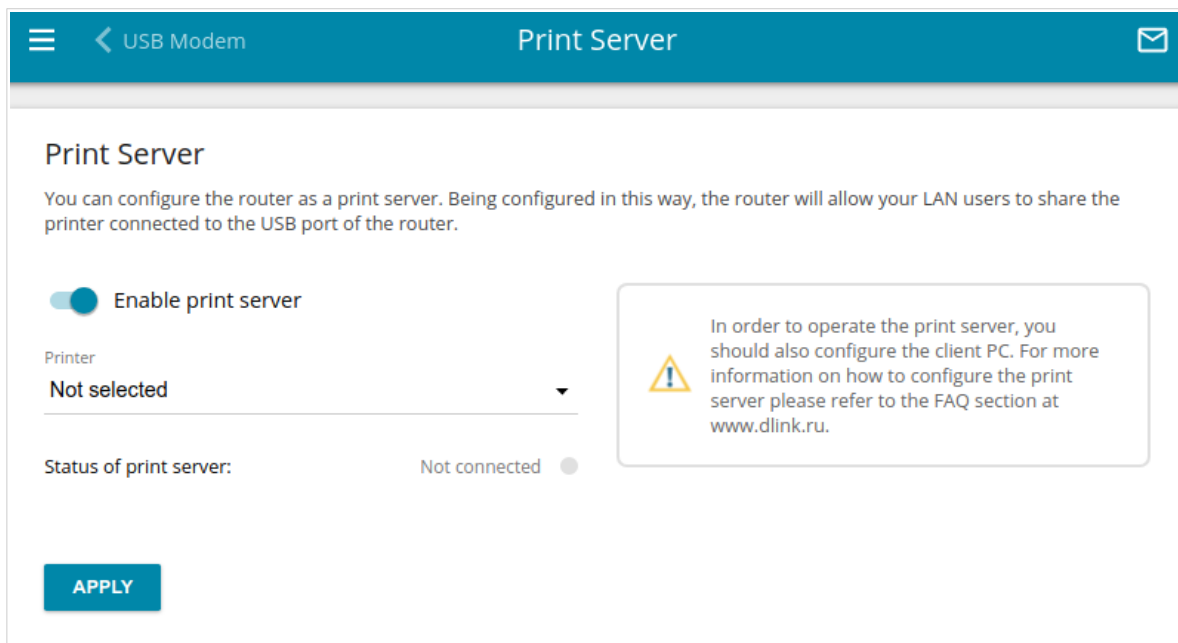 USB Modem
Print Server
Print Server
You can configure the router as a print server. Being configured in this way, the router will allow your LAN users to share the
printer connected to the USB port of the router.
Enable print server
Printer
Not selected
Status of print server:
Not connected
In order to operate the print server, you
should also configure the client PC. For more
information on how to configure the print
server please refer to the FAQ section at
www.dlink.ru.
APPLY